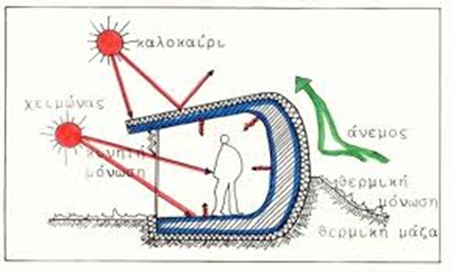 καλοκαίρι
χειμώνας
άνεμος
κινητή
μόνωση
θερμική
μόνωση
θερμική μάζα